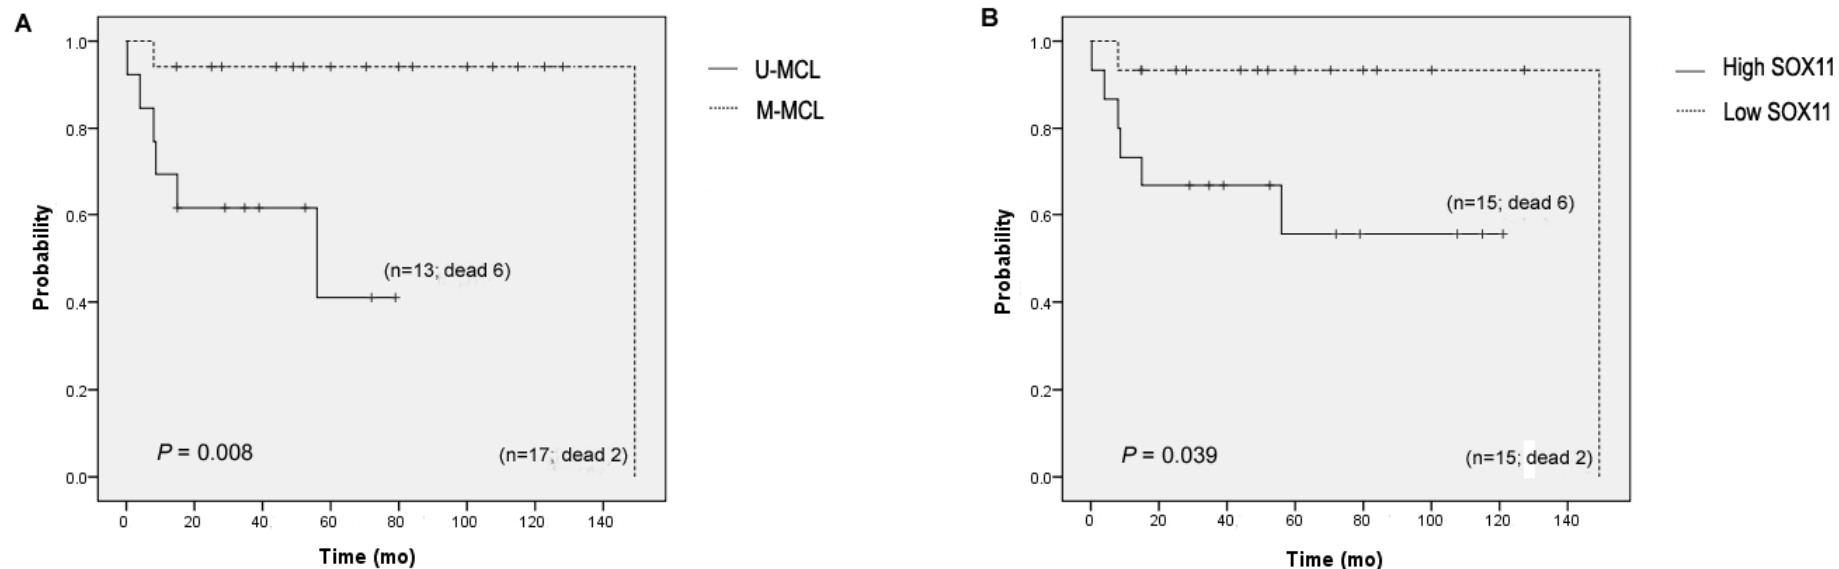 A
1.0
0.8
0.6
0.4
0.2
0.0
Probability
0 20 40 60 80 100 120 140
Time (mo)
(n=13; dead 6)
P = 0.008
(n=17; dead 2)
U-MCL
M-MCL
B
1.0
0.8
0.6
0.4
0.2
0.0
Probability
0 20 40 60 80 100 120 140
Time (mo)
(n=15; dead 6)
P = 0.039
(n=15; dead 2)
High SOX11
Low SOX11